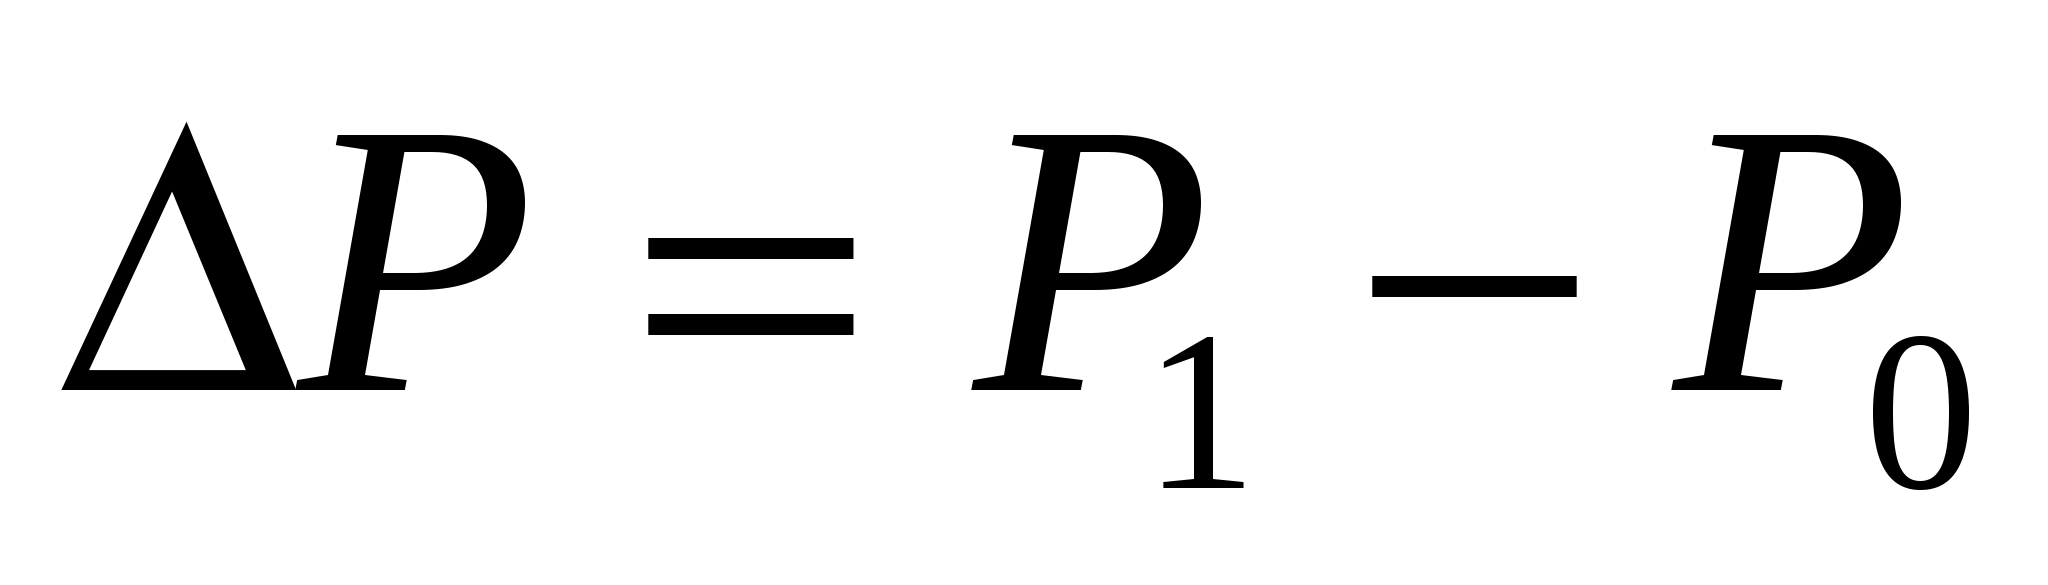 ΔP = P₁ − P₀